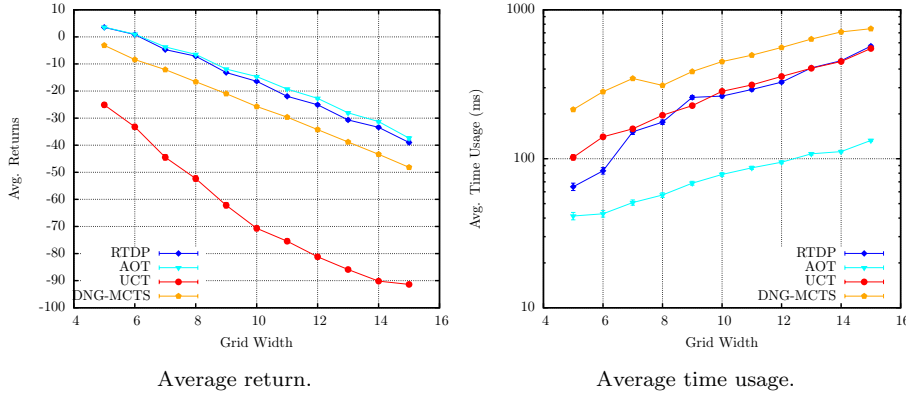 10
0
-10
-20
-30
-40
-50
-60
-70
-80
-90
-100
Avg. Returns
RTDP
AOT
UCT
DNG-MCTS
4 6 8 10 12 14 16
Grid Width
Average return.
1000
100
10
Avg. Time Usage (ms)
RTDP
AOT
UCT
DNG-MCTS
4 6 8 10 12 14 16
Grid Width
Average time usage.